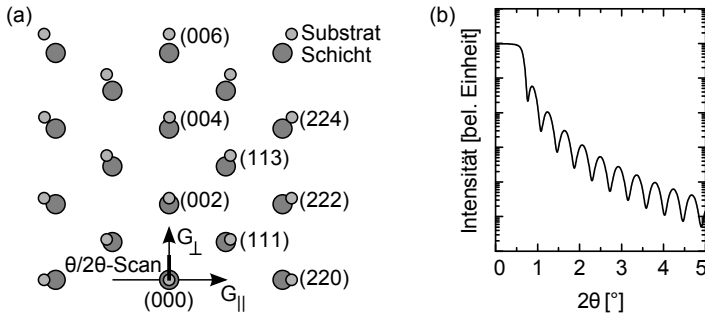 (a)
(006)
Substrat
Schicht
(004)
(224)
(113)
(002)
(222)
G⊥
(111)
θ/2θ-Scan
(220)
(000)
G||
(b)
Intensität [bel. Einheit]
0 1 2 3 4 5
2θ [°]